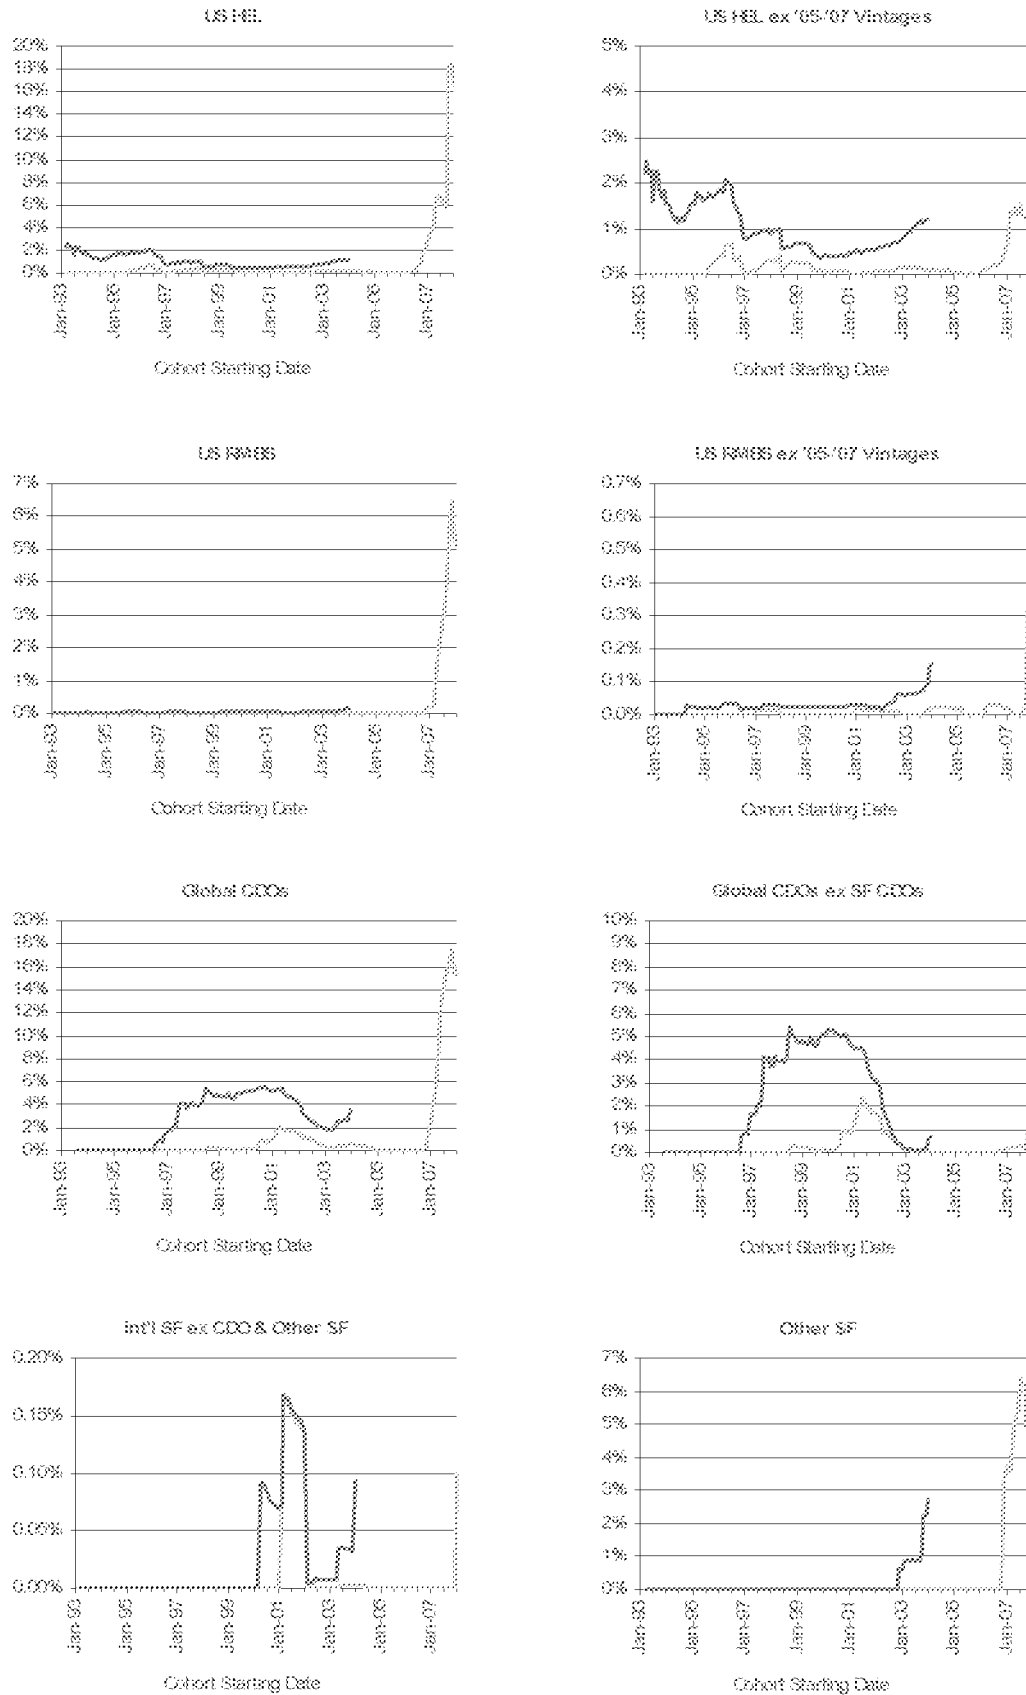 US HEL
20%
18%
16%
14%
12%
10%
8%
6%
4%
2%
0%
Jan-93
Jan-95
Jan-97
Jan-99
Jan-01
Jan-03
Jan-05
Jan-07
Cohort Starting Date
US HEL ex '05-'07 Vintages
5%
4%
3%
2%
1%
0%
Jan-93
Jan-95
Jan-97
Jan-99
Jan-01
Jan-03
Jan-05
Jan-07
Cohort Starting Date
US RMBS
7%
6%
5%
4%
3%
2%
1%
0%
Jan-93
Jan-95
Jan-97
Jan-99
Jan-01
Jan-03
Jan-05
Jan-07
Cohort Starting Date
US RMBS ex '05-'07 Vintages
0.7%
0.6%
0.5%
0.4%
0.3%
0.2%
0.1%
0.0%
Jan-93
Jan-95
Jan-97
Jan-99
Jan-01
Jan-03
Jan-05
Jan-07
Cohort Starting Date
Global CDOs
20%
18%
16%
14%
12%
10%
8%
6%
4%
2%
0%
Jan-93
Jan-95
Jan-97
Jan-99
Jan-01
Jan-03
Jan-05
Jan-07
Cohort Starting Date
Global CDOs ex SF CDOs
10%
9%
8%
7%
6%
5%
4%
3%
2%
1%
0%
Jan-93
Jan-95
Jan-97
Jan-99
Jan-01
Jan-03
Jan-05
Jan-07
Cohort Starting Date
Int'l SF ex CDO & Other SF
0.20%
0.15%
0.10%
0.05%
0.00%
Jan-93
Jan-95
Jan-97
Jan-99
Jan-01
Jan-03
Jan-05
Jan-07
Cohort Starting Date
Other SF
7%
6%
5%
4%
3%
2%
1%
0%
Jan-93
Jan-95
Jan-97
Jan-99
Jan-01
Jan-03
Jan-05
Jan-07
Cohort Starting Date